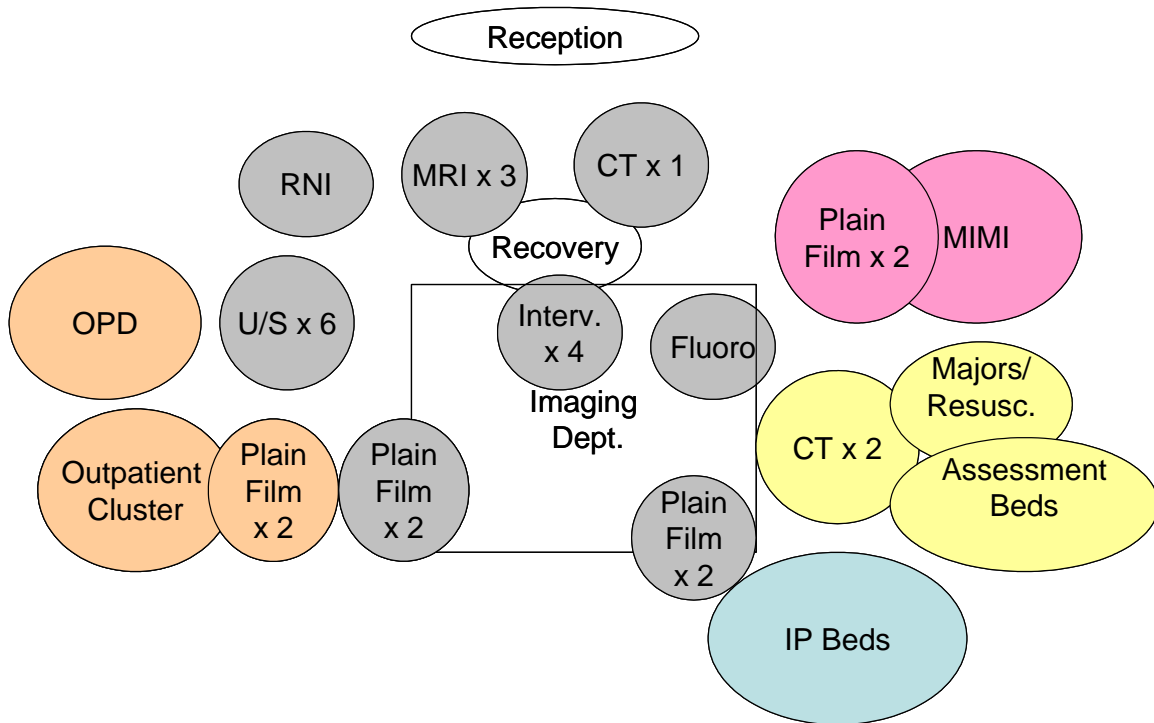 Reception
RNI
MRI x 3
CT x 1
Recovery
Plain
Film x 2
MIMI
OPD
U/S x 6
Interv.
x 4
Fluoro
Imaging
Dept.
Majors/
Resusc.
CT x 2
Assessment
Beds
Outpatient
Cluster
Plain
Film
x 2
Plain
Film
x 2
Plain
Film
x 2
IP Beds